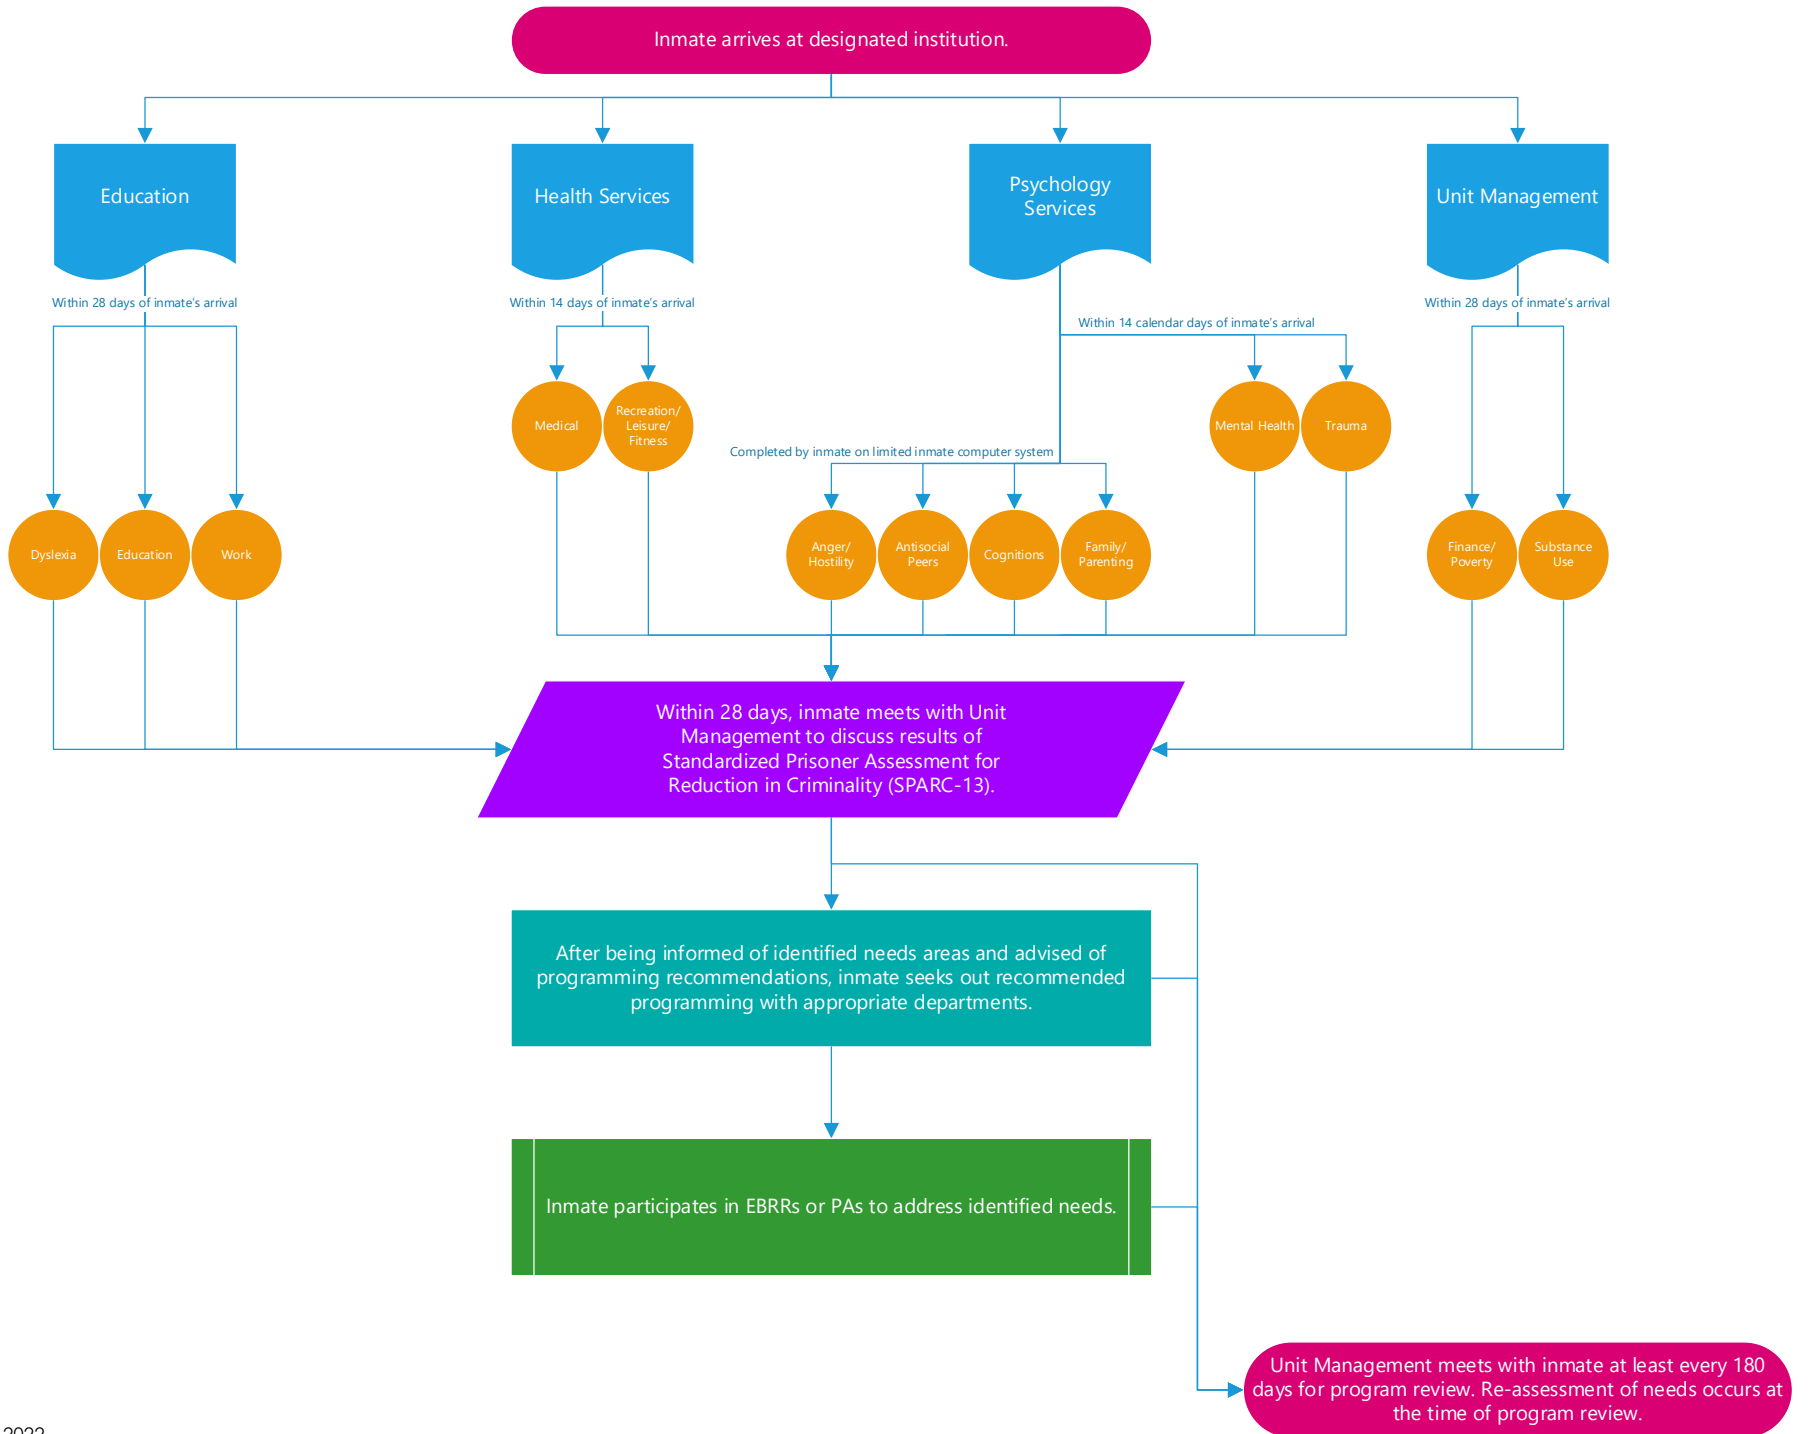 Inmate arrives at designated institution.
Education
Health Services
Psychology
Services
Unit Management
Within 28 days of inmate's arrival
Within 14 days of inmate's arrival
Within 14 calendar days of inmate's arrival
Within 28 days of inmate's arrival
Medical
Recreation/
Leisure/
Fitness
Mental Health
Trauma
Completed by inmate on limited inmate computer system
Dyslexia
Education
Work
Anger/
Hostility
Antisocial
Peers
Cognitions
Family/
Parenting
Finance/
Poverty
Substance
Use
Within 28 days, inmate meets with Unit
Management to discuss results of
Standardized Prisoner Assessment for
Reduction in Criminality (SPARC-13).
After being informed of identified needs areas and advised of
programming recommendations, inmate seeks out recommended
programming with appropriate departments.
Inmate participates in EBRRs or PAs to address identified needs.
Unit Management meets with inmate at least every 180
days for program review. Re-assessment of needs occurs at
the time of program review.
2022